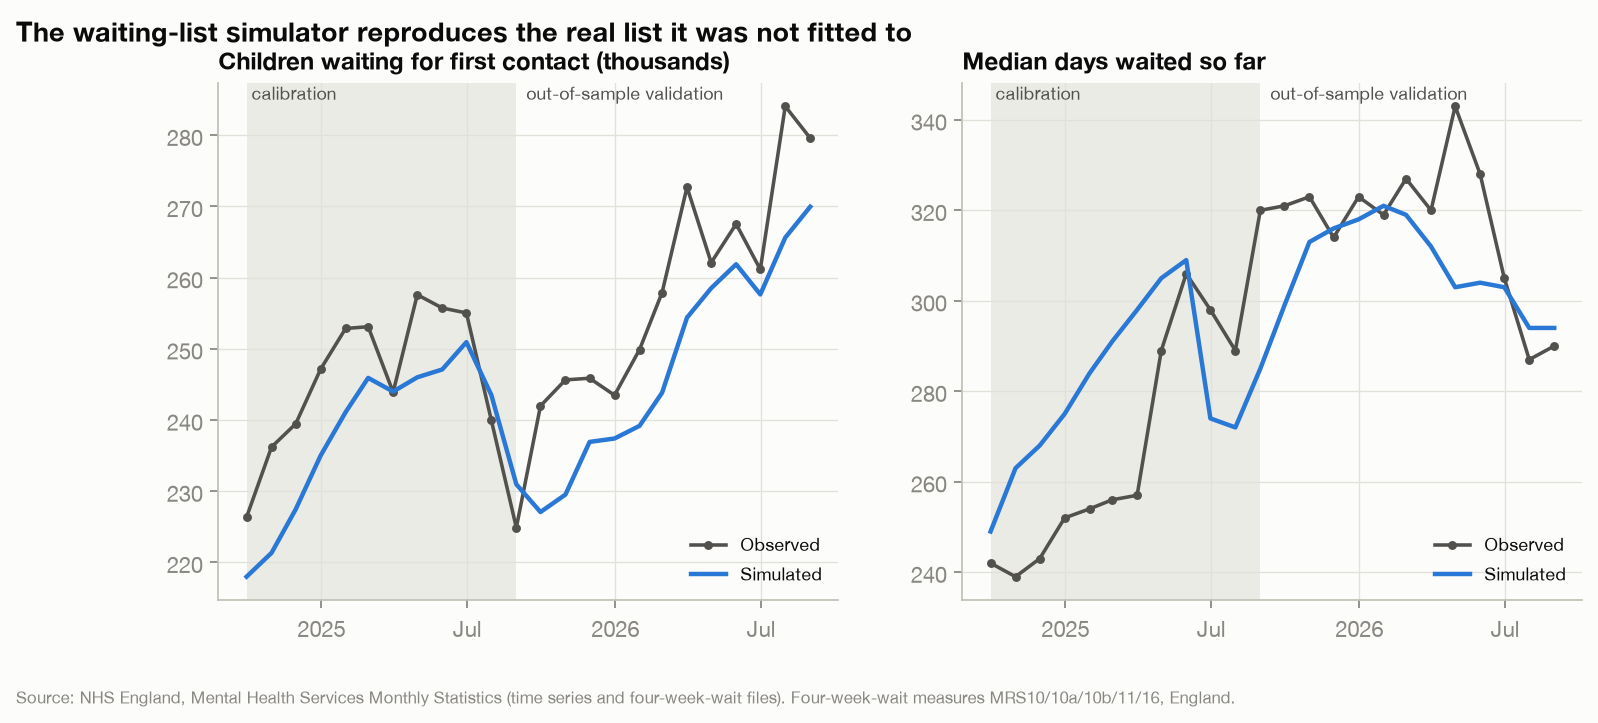 The waiting-list simulator reproduces the real list it was not fitted to
Children waiting for first contact (thousands)
calibration
out-of-sample validation
280
270
260
250
240
230
220
Observed
Simulated
2025
Jul
2026
Jul
Median days waited so far
calibration
out-of-sample validation
340
320
300
280
260
240
Observed
Simulated
2025
Jul
2026
Jul
Source: NHS England, Mental Health Services Monthly Statistics (time series and four-week-wait files). Four-week-wait measures MRS10/10a/10b/11/16, England.